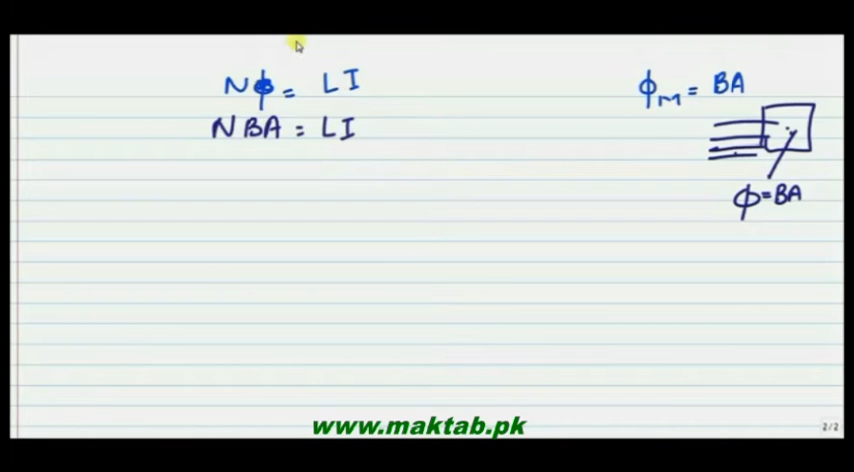 Nϕ = LI
NBA = LI
ϕM = BA
ϕ=BA
www.maktab.pk
2/2